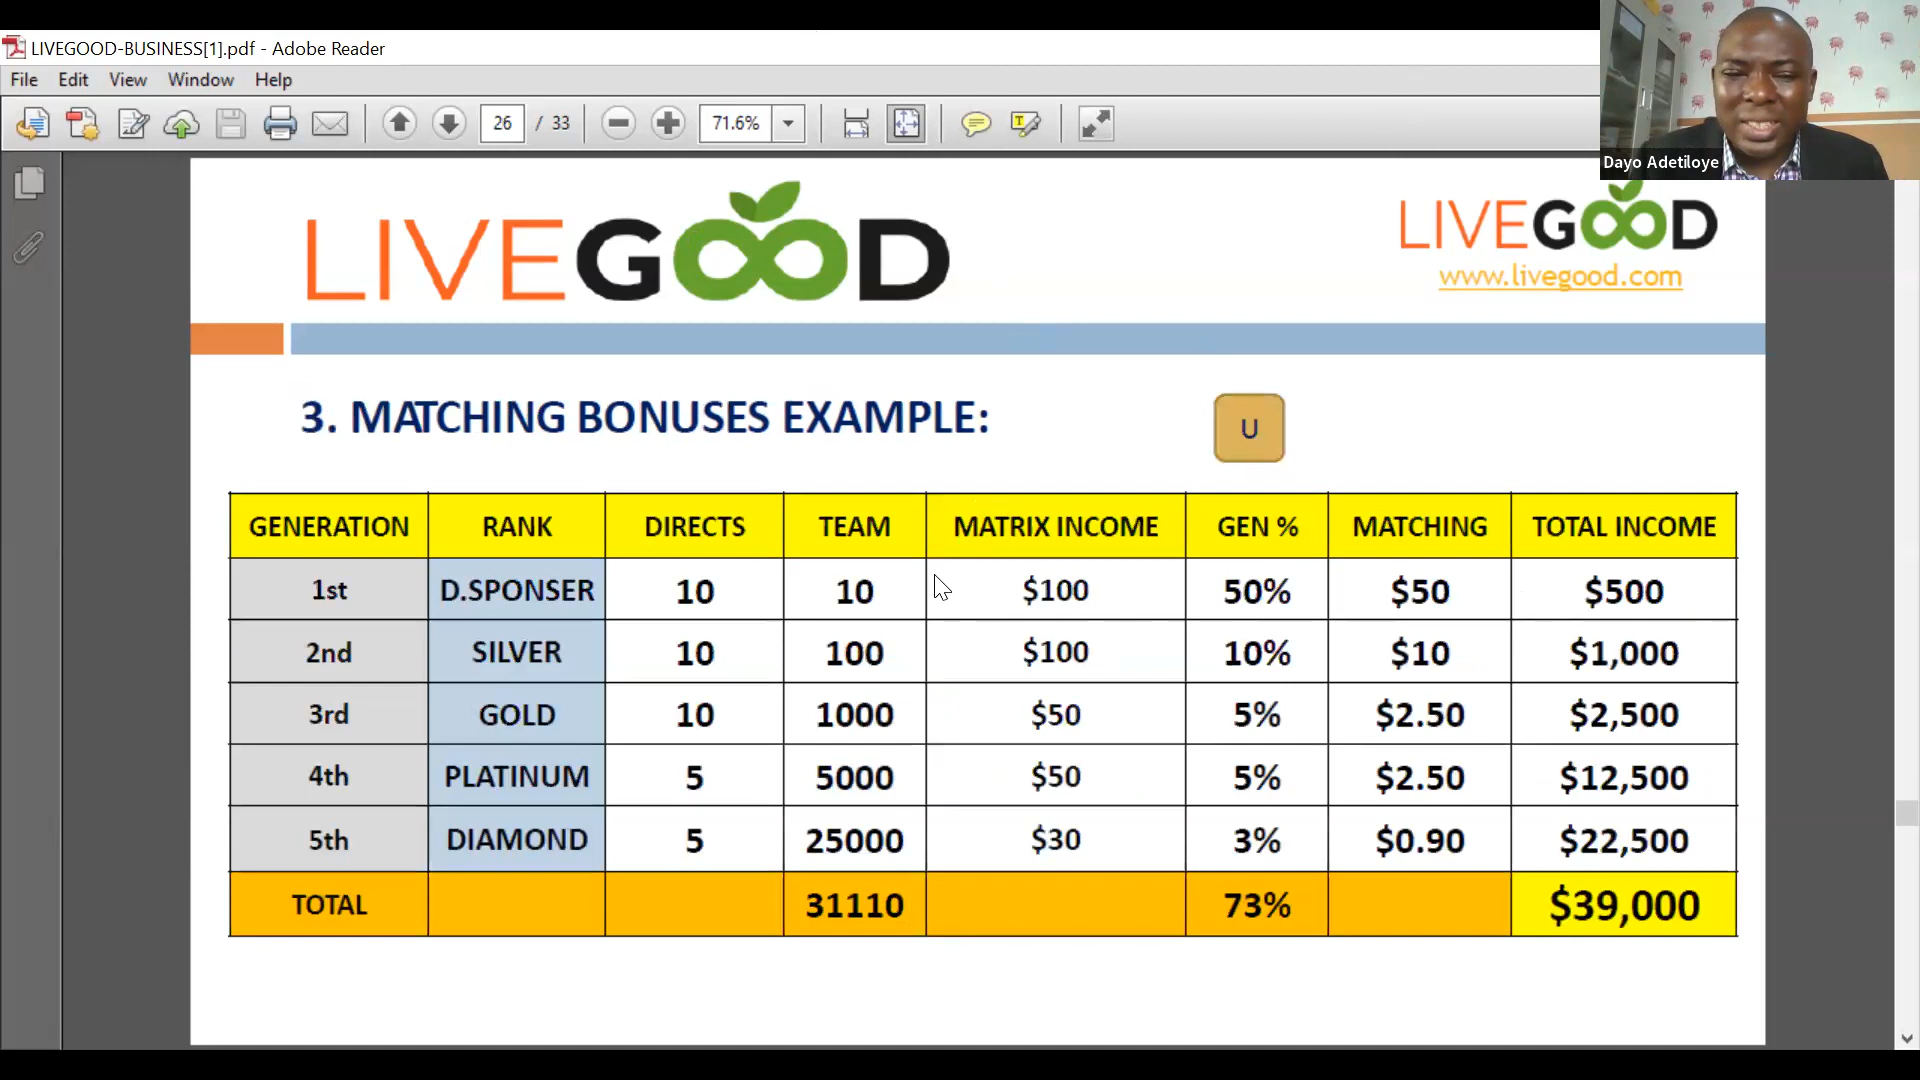 LIVEGOOD-BUSINESS[1].pdf - Adobe Reader
File Edit View Window Help
26 / 33 71.6%
Dayo Adetiloye
LIVEGOOD
LIVEGOOD
www.livegood.com
3. MATCHING BONUSES EXAMPLE:
U
GENERATION RANK DIRECTS TEAM MATRIX INCOME GEN % MATCHING TOTAL INCOME
1st D.SPONSER 10 10 $100 50% $50 $500
2nd SILVER 10 100 $100 10% $10 $1,000
3rd GOLD 10 1000 $50 5% $2.50 $2,500
4th PLATINUM 5 5000 $50 5% $2.50 $12,500
5th DIAMOND 5 25000 $30 3% $0.90 $22,500
TOTAL 31110 73% $39,000